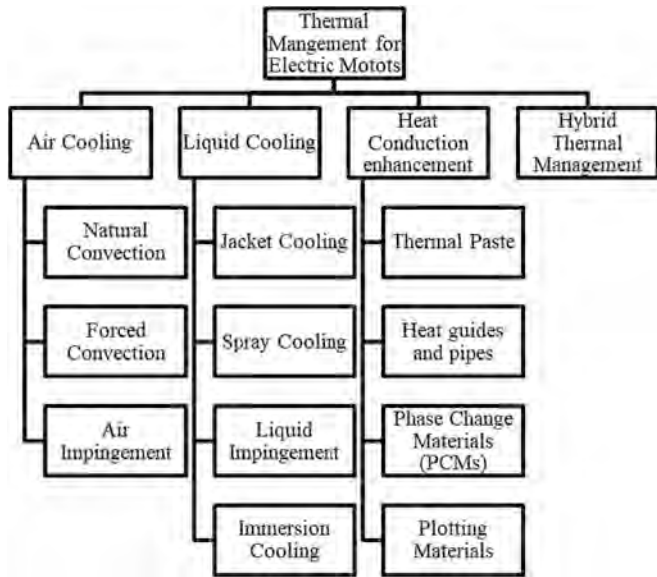 Thermal
Mangement for
Electric Motots
Air Cooling
Liquid Cooling
Heat
Conduction
enhancement
Hybrid
Thermal
Management
Natural
Convection
Jacket Cooling
Thermal Paste
Forced
Convection
Spray Cooling
Heat guides
and pipes
Air
Impingement
Liquid
Impingement
Phase Change
Materials
(PCMs)
Immersion
Cooling
Plotting
Materials